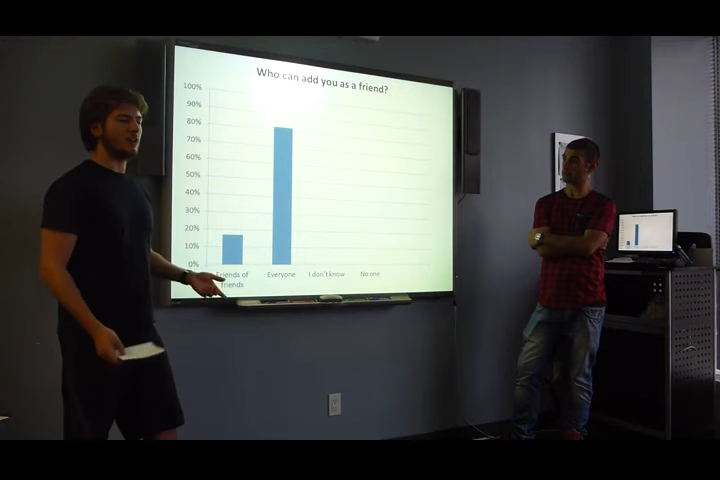 Who can add you as a friend?
100%
90%
80%
70%
60%
50%
40%
30%
20%
10%
0%
Friends of friends
Everyone
I don't know
No one